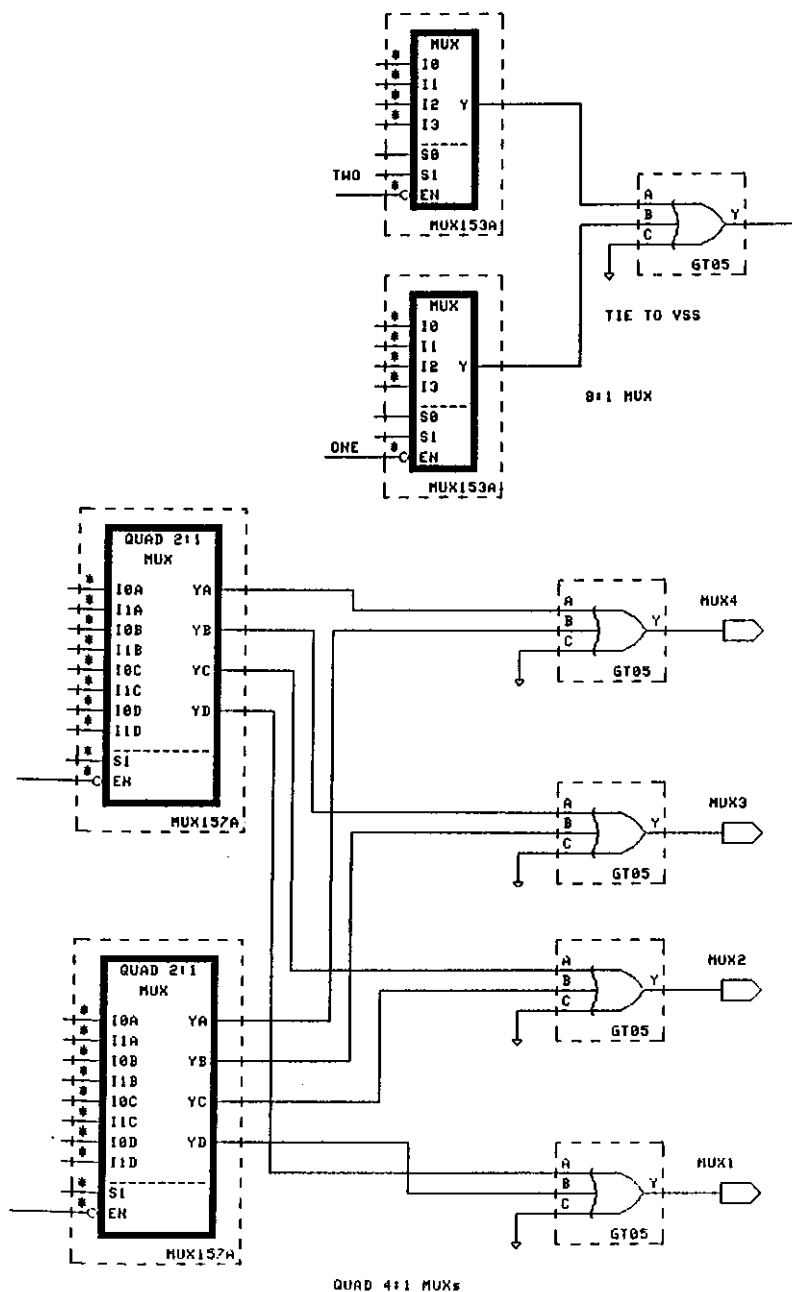 MUX
* I0
* I1
* I2 Y
* I3
S0
TWO S1
* EN
MUX153A
A
B Y
C
GT05
TIE TO VSS
MUX
* I0
* I1
* I2 Y
* I3
S0
S1
ONE * EN
MUX153A
8:1 MUX
QUAD 2:1
MUX
* I0A YA
* I1A
* I0B YB
* I1B
* I0C YC
* I1C
* I0D YD
* I1D
* S1
* EN
MUX157A
A
B Y
C
GT05
MUX4
A
B Y
C
GT05
MUX3
QUAD 2:1
MUX
* I0A YA
* I1A
* I0B YB
* I1B
* I0C YC
* I1C
* I0D YD
* I1D
* S1
* EN
MUX157A
A
B Y
C
GT05
MUX2
A
B Y
C
GT05
MUX1
QUAD 4:1 MUXs